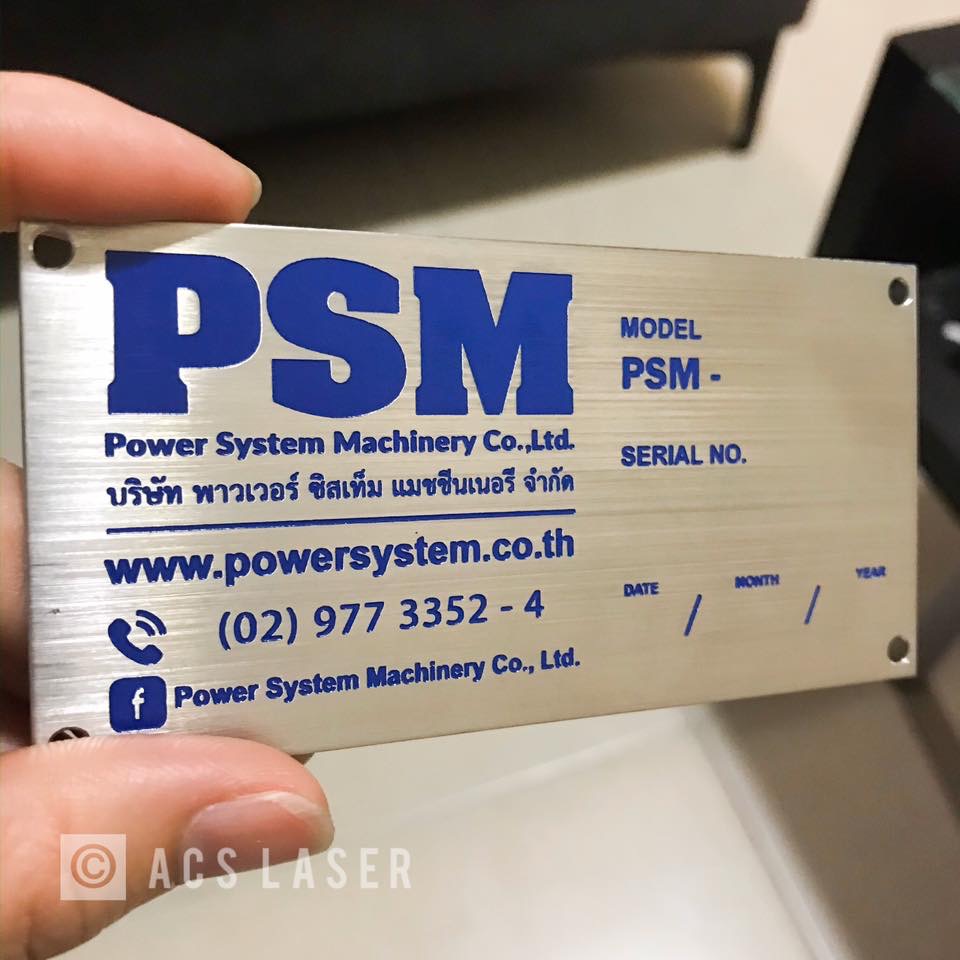 PSM
Power System Machinery Co.,Ltd.
บริษัท พาวเวอร์ ซิสเท็ม แมชชีนเนอรี จำกัด
www.powersystem.co.th
(02) 977 3352 - 4
f Power System Machinery Co., Ltd.
MODEL
PSM -
SERIAL NO.
DATE / MONTH / YEAR
© ACS LASER